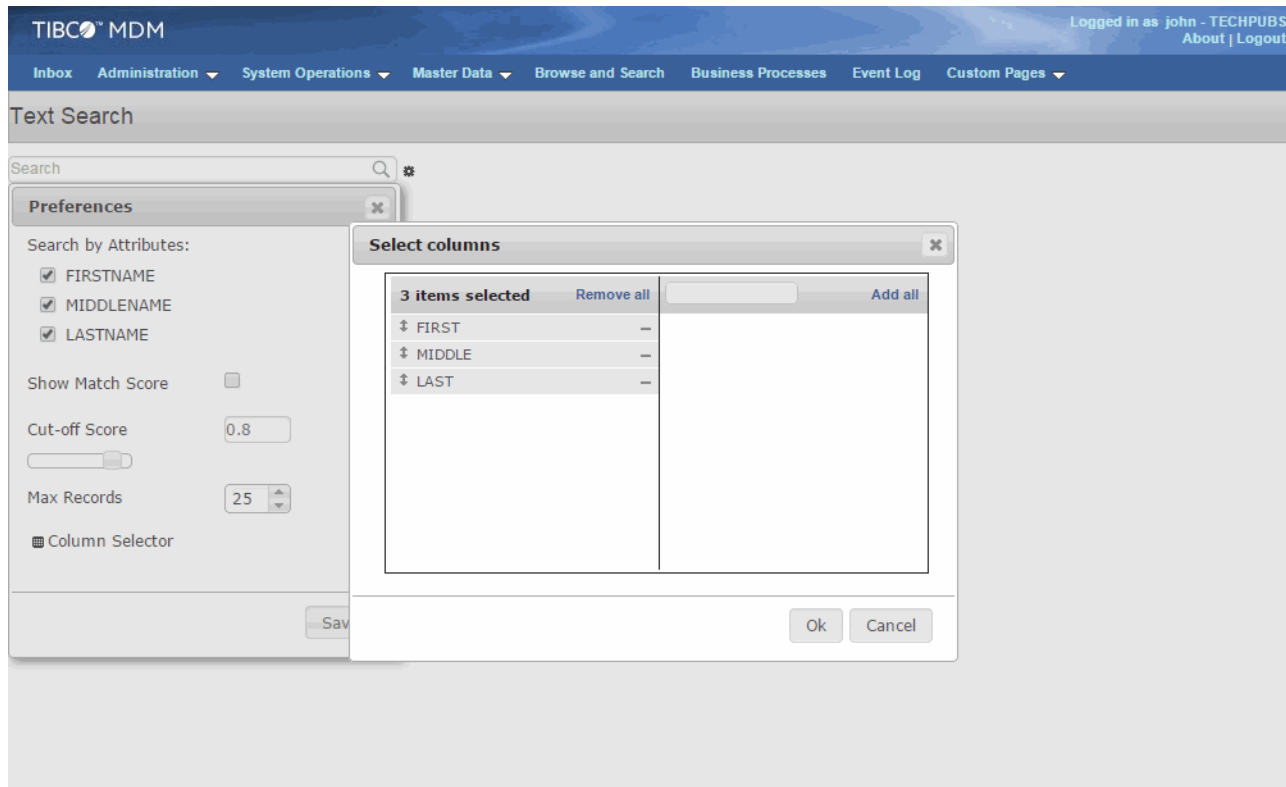 TIBCO™ MDM
Logged in as john - TECHPUBS
About | Logout
Inbox Administration System Operations Master Data Browse and Search Business Processes Event Log Custom Pages
Text Search
Search
Preferences
Search by Attributes:
FIRSTNAME
MIDDLENAME
LASTNAME
Show Match Score
Cut-off Score 0.8
Max Records 25
Column Selector
Sav
Select columns
3 items selected Remove all Add all
FIRST
MIDDLE
LAST
Ok Cancel